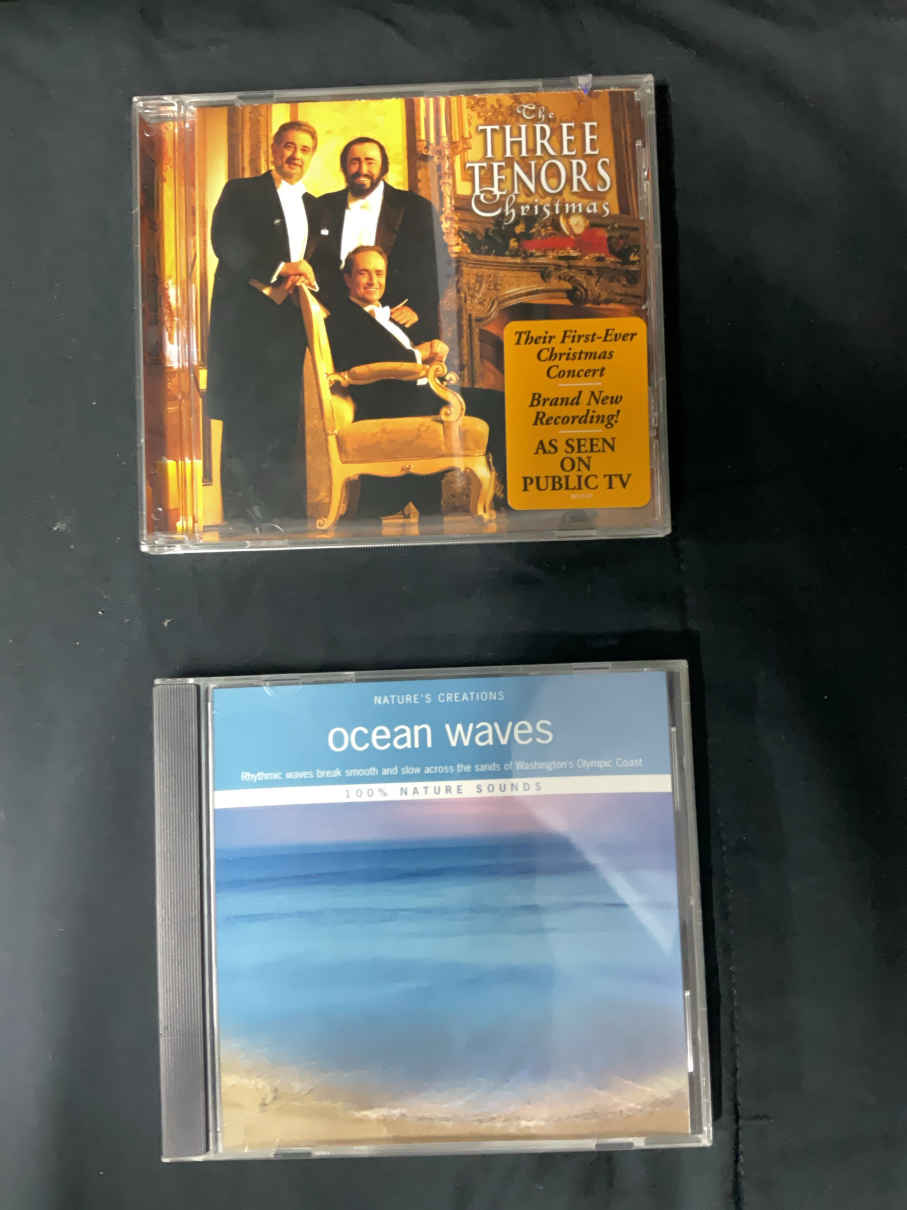 The
THREE
TENORS
Christmas
Their First-Ever
Christmas
Concert
Brand New
Recording!
AS SEEN
ON
PUBLIC TV
NATURE'S CREATIONS
ocean waves
Rhythmic waves break smooth and slow across the sands of Washington's Olympic Coast
100% NATURE SOUNDS